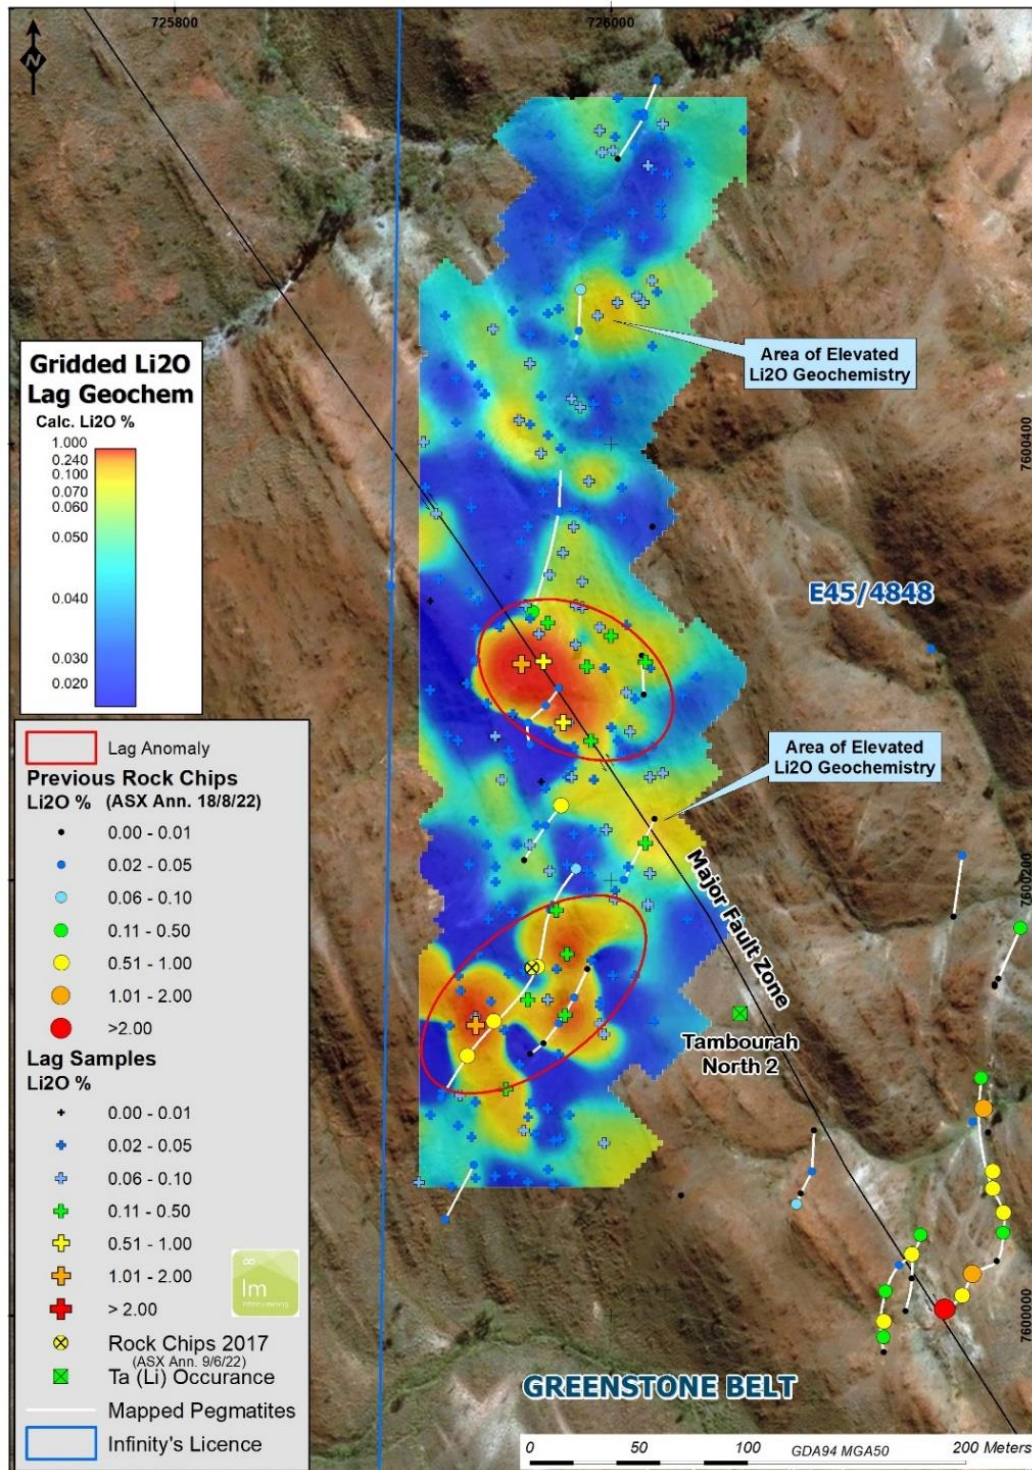 725800
726000
N
Gridded Li2O
Lag Geochem
Calc. Li2O %
1.000
0.240
0.100
0.070
0.060
0.050
0.040
0.030
0.020
Area of Elevated
Li2O Geochemistry
7600400
E45/4848
Area of Elevated
Li2O Geochemistry
Major Fault Zone
7600200
Tambourah
North 2
7600000
GREENSTONE BELT
Lag Anomaly
Previous Rock Chips
Li2O % (ASX Ann. 18/8/22)
0.00 - 0.01
0.02 - 0.05
0.06 - 0.10
0.11 - 0.50
0.51 - 1.00
1.01 - 2.00
>2.00
Lag Samples
Li2O %
0.00 - 0.01
0.02 - 0.05
0.06 - 0.10
0.11 - 0.50
0.51 - 1.00
1.01 - 2.00
> 2.00
∞
Im
Rock Chips 2017
(ASX Ann. 9/6/22)
Ta (Li) Occurance
Mapped Pegmatites
Infinity's Licence
0 50 100 GDA94 MGA50 200 Meters